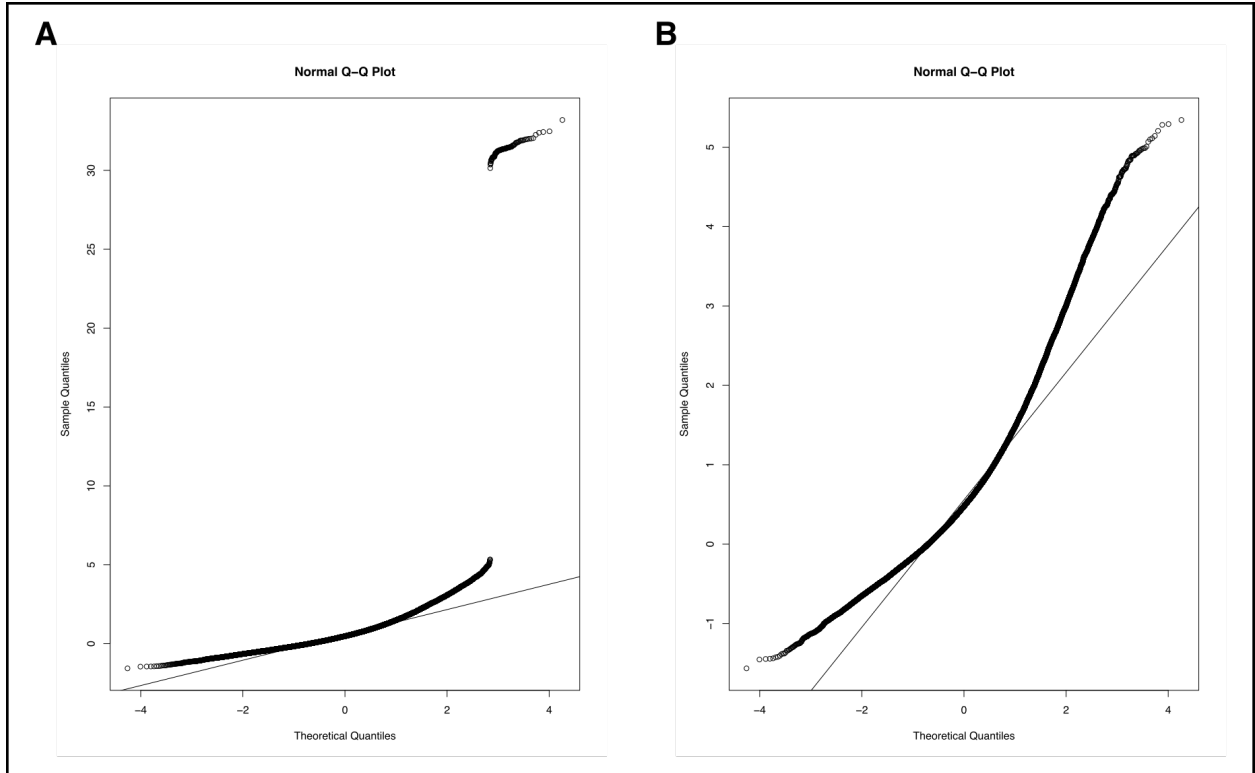 A
Normal Q−Q Plot
Sample Quantiles
30
25
20
15
10
5
0
−4 −2 0 2 4
Theoretical Quantiles
B
Normal Q−Q Plot
Sample Quantiles
5
4
3
2
1
0
−1
−4 −2 0 2 4
Theoretical Quantiles